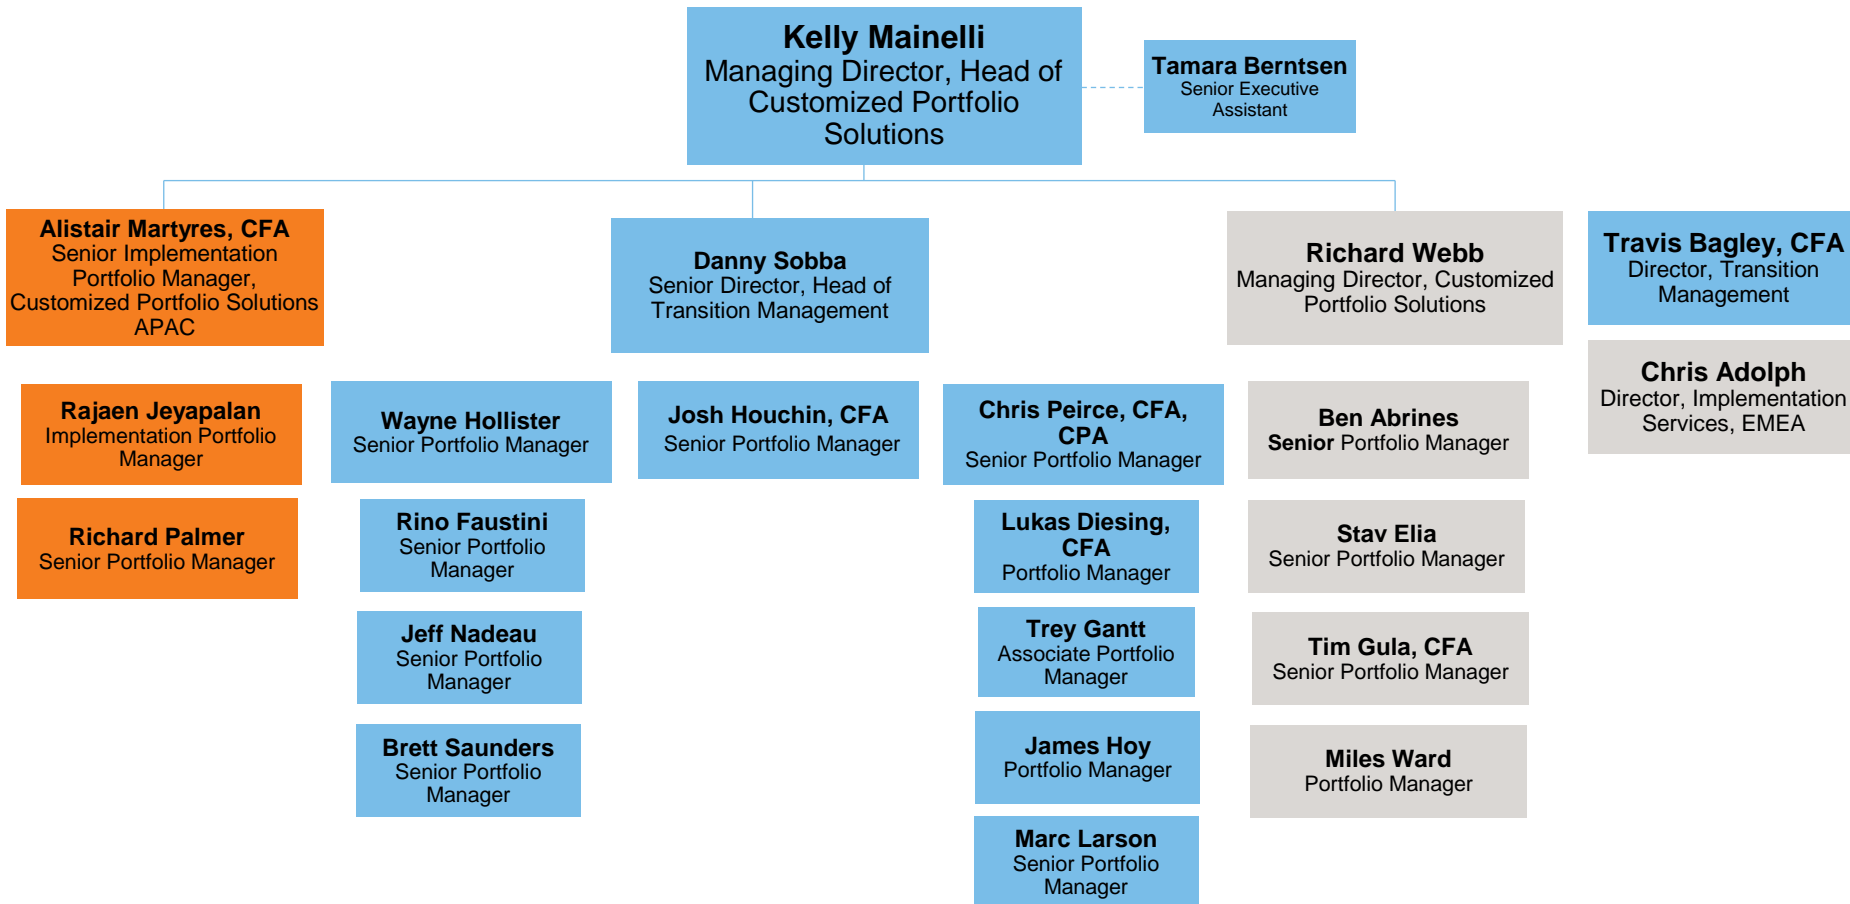 Kelly Mainelli
Managing Director, Head of
Customized Portfolio
Solutions
Tamara Berntsen
Senior Executive
Assistant
Alistair Martyres, CFA
Senior Implementation
Portfolio Manager,
Customized Portfolio Solutions
APAC
Danny Sobba
Senior Director, Head of
Transition Management
Richard Webb
Managing Director, Customized
Portfolio Solutions
Travis Bagley, CFA
Director, Transition
Management
Chris Adolph
Director, Implementation
Services, EMEA
Rajaen Jeyapalan
Implementation Portfolio
Manager
Richard Palmer
Senior Portfolio Manager
Wayne Hollister
Senior Portfolio Manager
Rino Faustini
Senior Portfolio
Manager
Jeff Nadeau
Senior Portfolio
Manager
Brett Saunders
Senior Portfolio
Manager
Josh Houchin, CFA
Senior Portfolio Manager
Chris Peirce, CFA,
CPA
Senior Portfolio Manager
Lukas Diesing,
CFA
Portfolio Manager
Trey Gantt
Associate Portfolio
Manager
James Hoy
Portfolio Manager
Marc Larson
Senior Portfolio
Manager
Ben Abrines
Senior Portfolio Manager
Stav Elia
Senior Portfolio Manager
Tim Gula, CFA
Senior Portfolio Manager
Miles Ward
Portfolio Manager